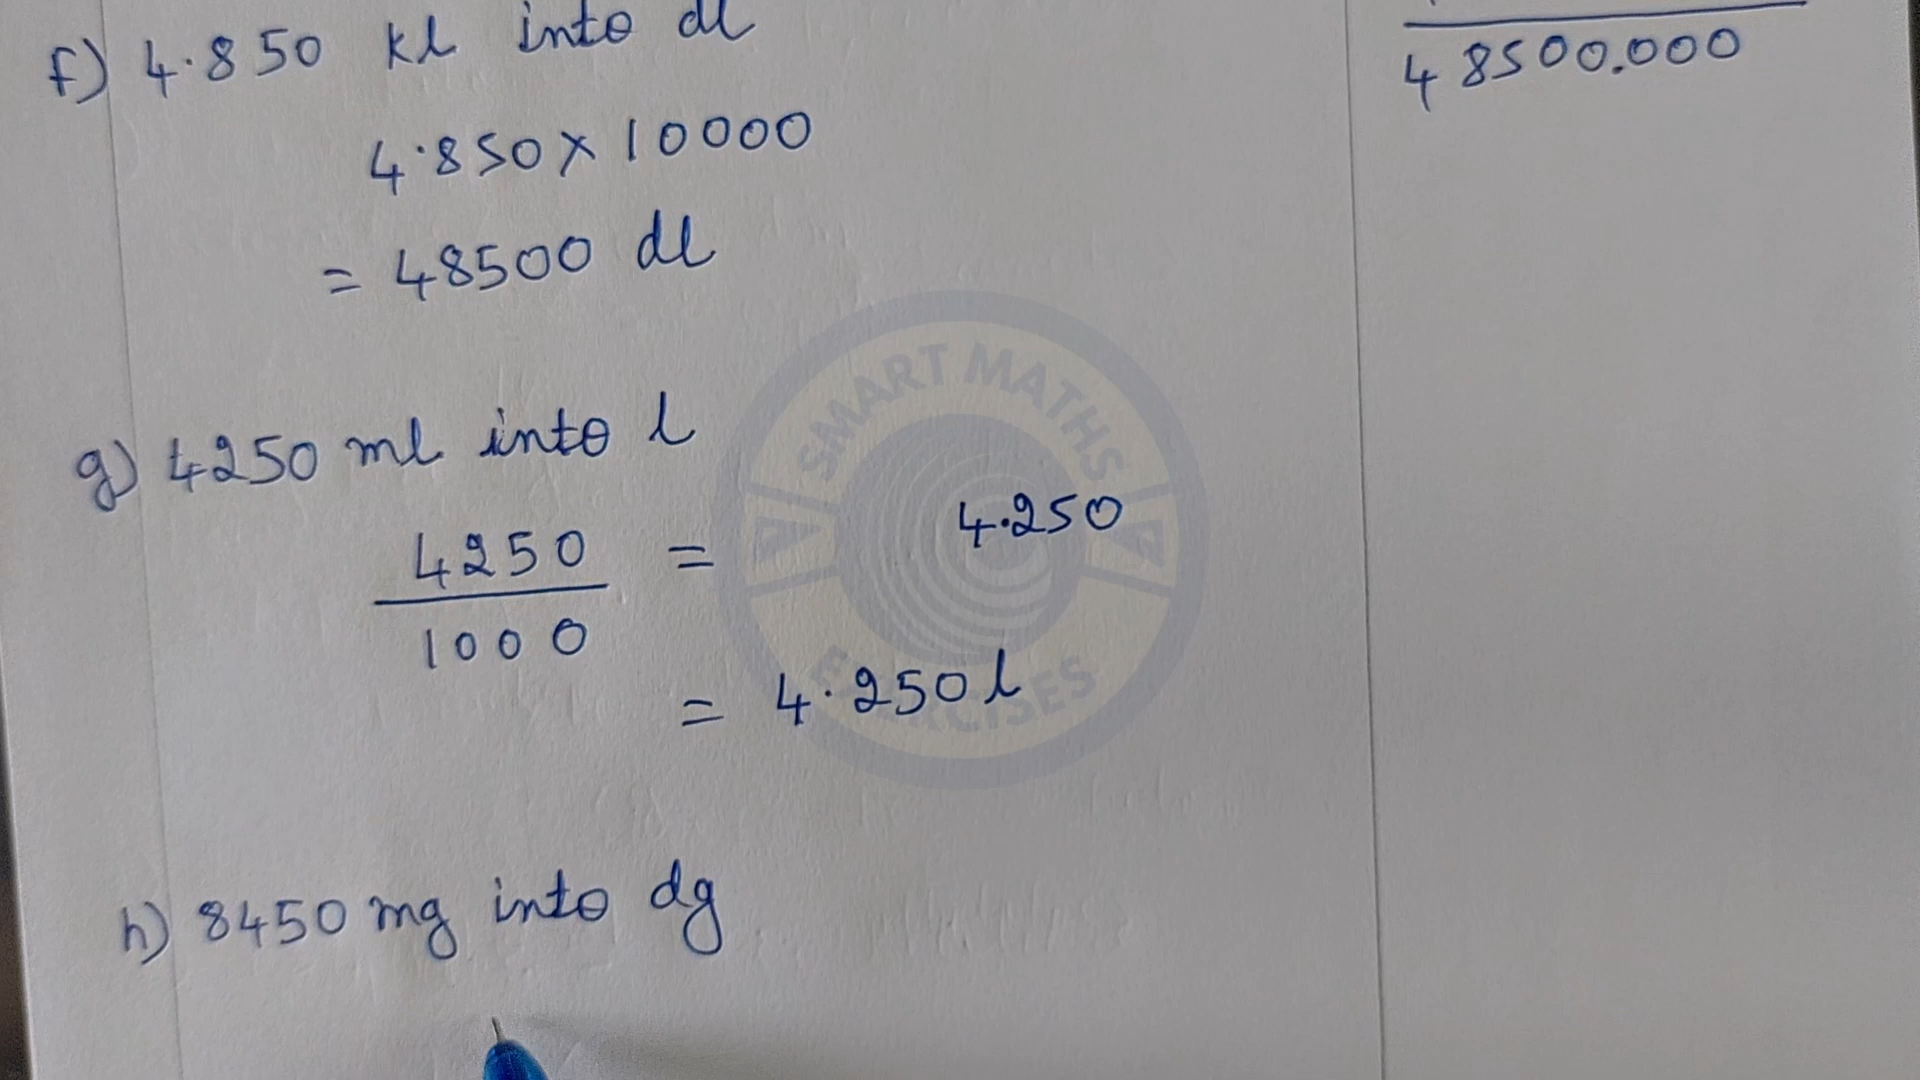 f) 4.850 kl into dl
48500.000
4.850 × 10000
= 48500 dl
SMART MATHS
EXERCISES
g) 4250 ml into l
4250 = 4.250
1000
= 4.250 l
h) 8450 mg into dg